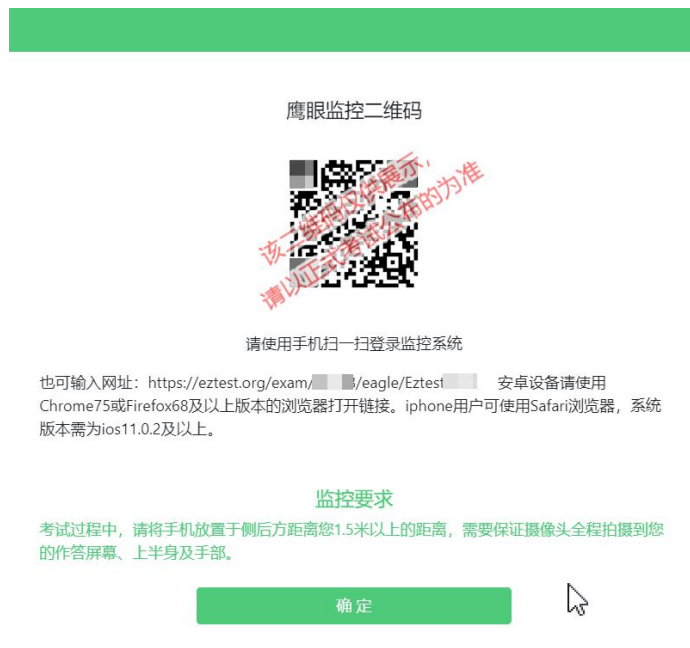 鹰眼监控二维码
该二维码仅供展示，
请以正式考试公布的为准
请使用手机扫一扫登录监控系统
也可输入网址：https://eztest.org/exam/ /eagle/Eztest 安卓设备请使用
Chrome75或Firefox68及以上版本的浏览器打开链接。iphone用户可使用Safari浏览器，系统
版本需为ios11.0.2及以上。
监控要求
考试过程中，请将手机放置于侧后方距离您1.5米以上的距离，需要保证摄像头全程拍摄到您
的作答屏幕、上半身及手部。
确定